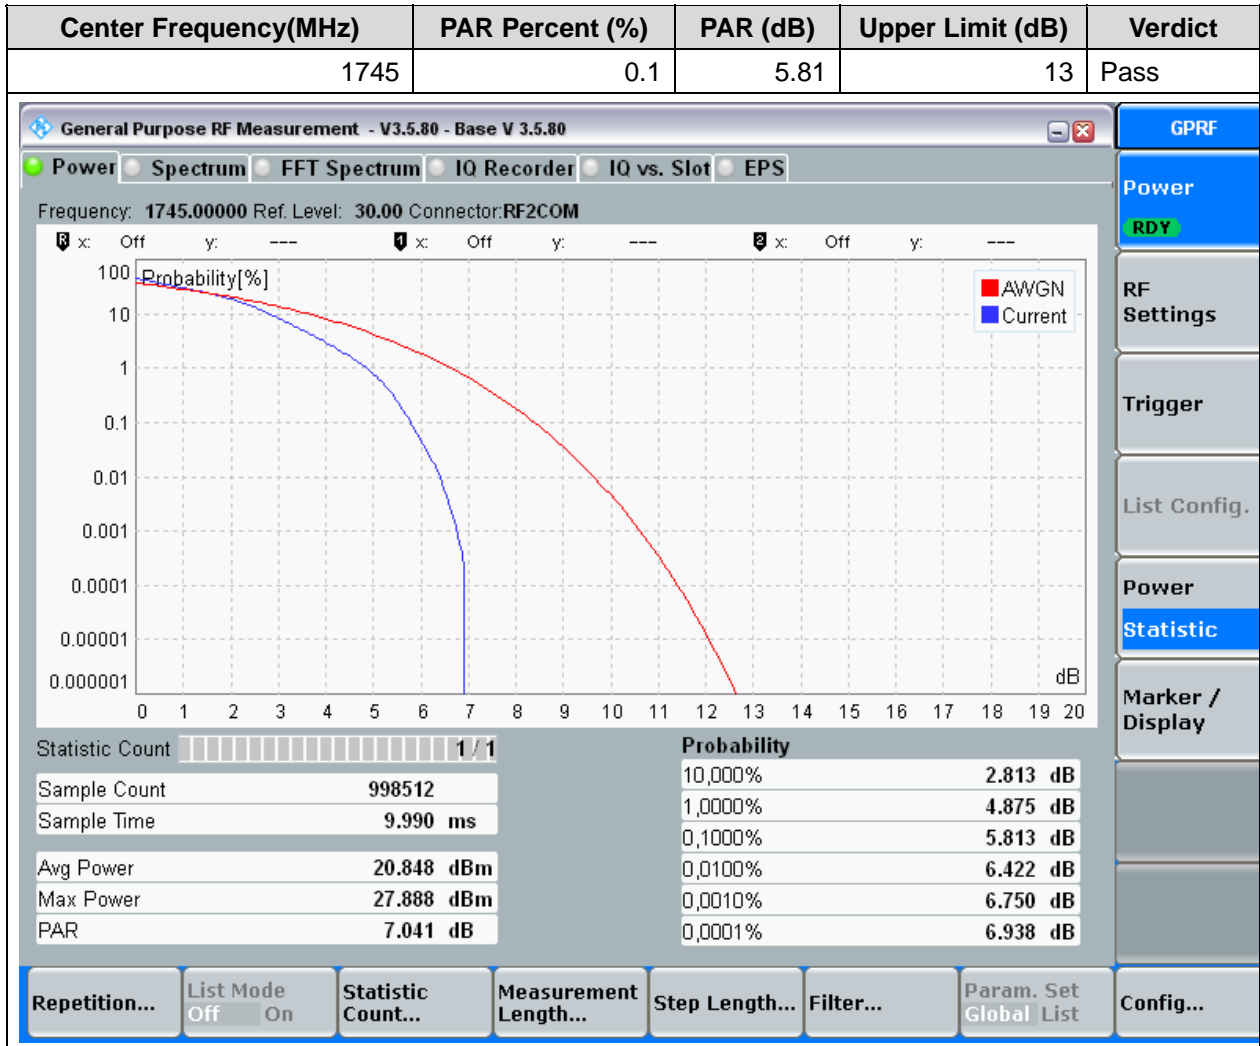 Center Frequency(MHz) PAR Percent (%) PAR (dB) Upper Limit (dB) Verdict
1745 0.1 5.81 13 Pass
General Purpose RF Measurement - V3.5.80 - Base V 3.5.80
GPRF
Power Spectrum FFT Spectrum IQ Recorder IQ vs. Slot EPS
Power
RDY
Frequency: 1745.00000 Ref. Level: 30.00 Connector:RF2COM
R x: Off y: --- 1 x: Off y: --- 2 x: Off y: ---
Probability[%]
100
10
1
0.1
0.01
0.001
0.0001
0.00001
0.000001
AWGN
Current
dB
0 1 2 3 4 5 6 7 8 9 10 11 12 13 14 15 16 17 18 19 20
RF
Settings
Trigger
List Config.
Power
Statistic
Marker /
Display
Statistic Count 1 / 1
Sample Count 998512
Sample Time 9.990 ms
Avg Power 20.848 dBm
Max Power 27.888 dBm
PAR 7.041 dB
Probability
10,000% 2.813 dB
1,0000% 4.875 dB
0,1000% 5.813 dB
0,0100% 6.422 dB
0,0010% 6.750 dB
0,0001% 6.938 dB
Repetition...
List Mode
Off On
Statistic
Count...
Measurement
Length...
Step Length...
Filter...
Param. Set
Global List
Config...